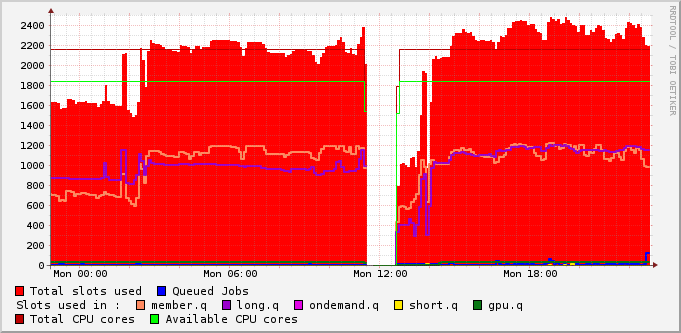 RRDTOOL / TOBI OETIKER
2400
2200
2000
1800
1600
1400
1200
1000
800
600
400
200
0
Mon 00:00 Mon 06:00 Mon 12:00 Mon 18:00
Total slots used Queued Jobs
Slots used in : member.q long.q ondemand.q short.q gpu.q
Total CPU cores Available CPU cores